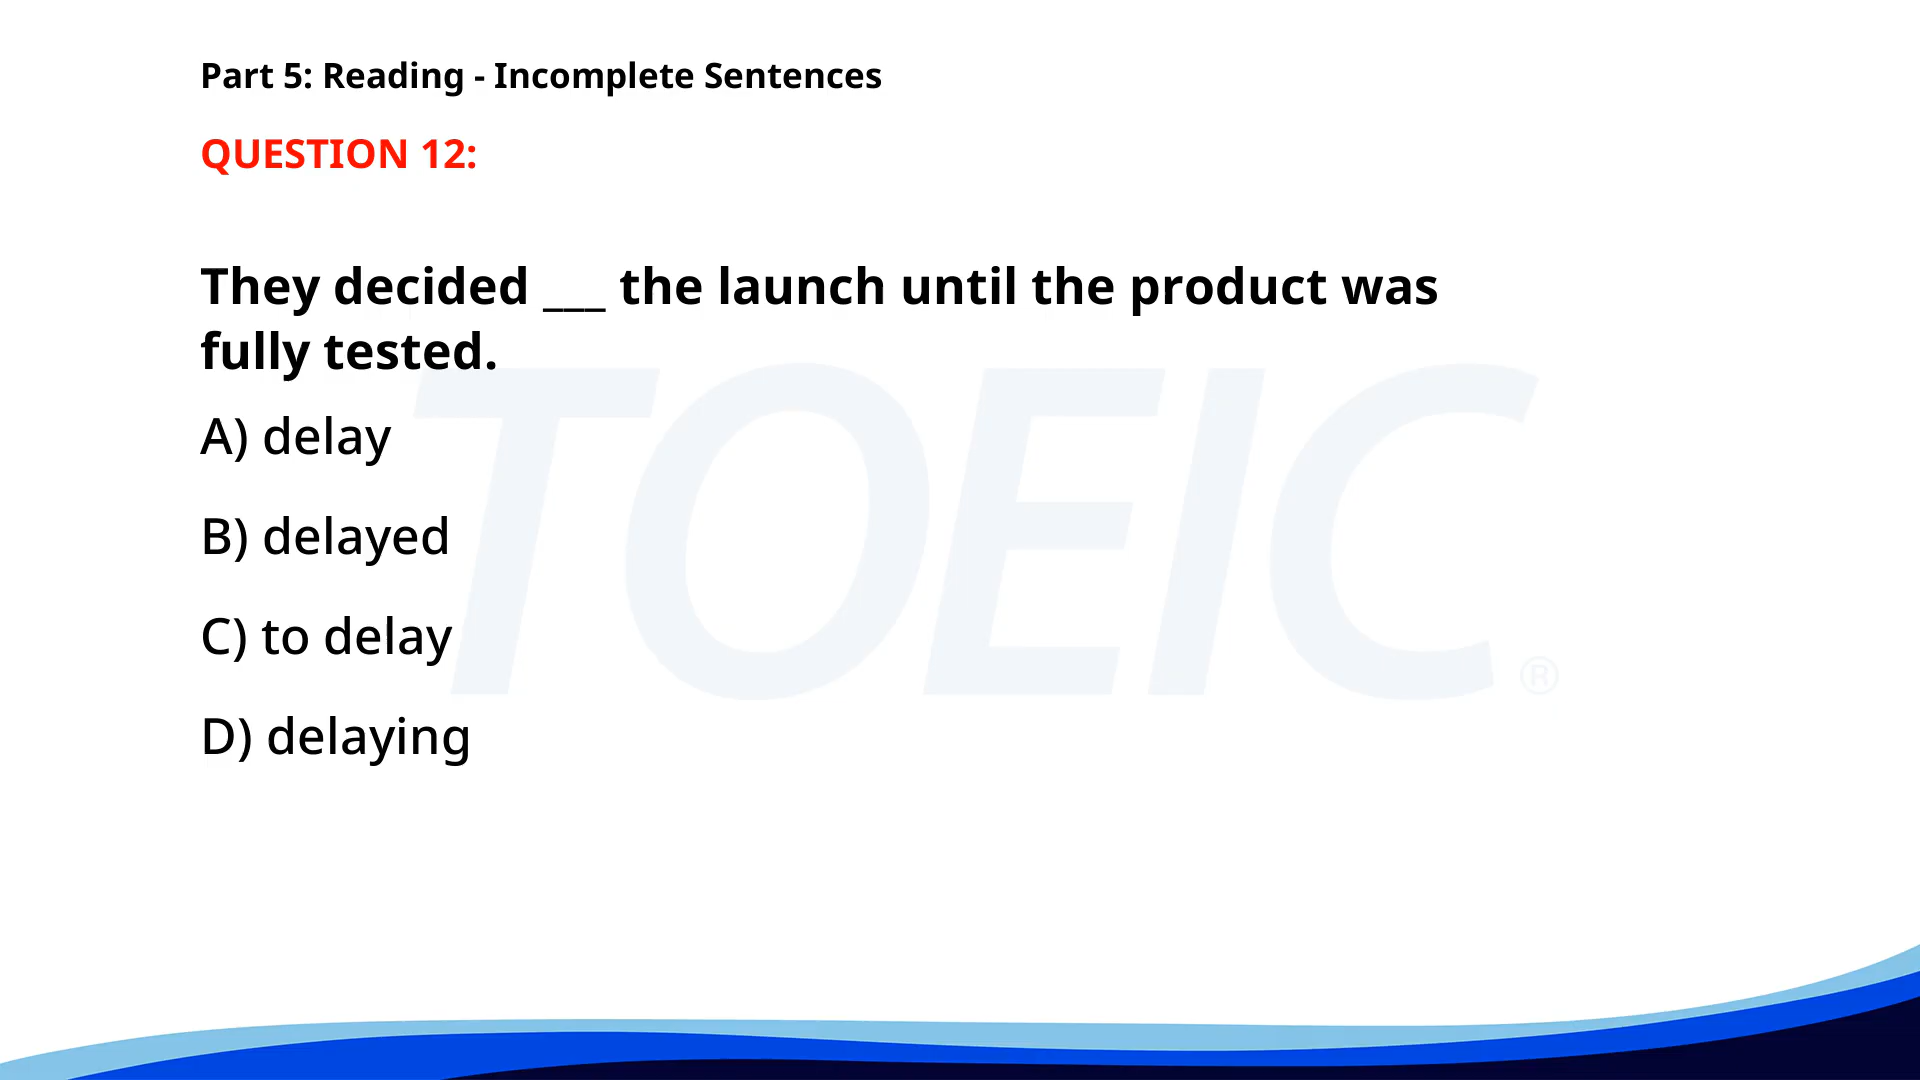 Part 5: Reading - Incomplete Sentences
QUESTION 12:
They decided ___ the launch until the product was
fully tested.
A) delay
B) delayed
C) to delay
D) delaying
TOEIC®